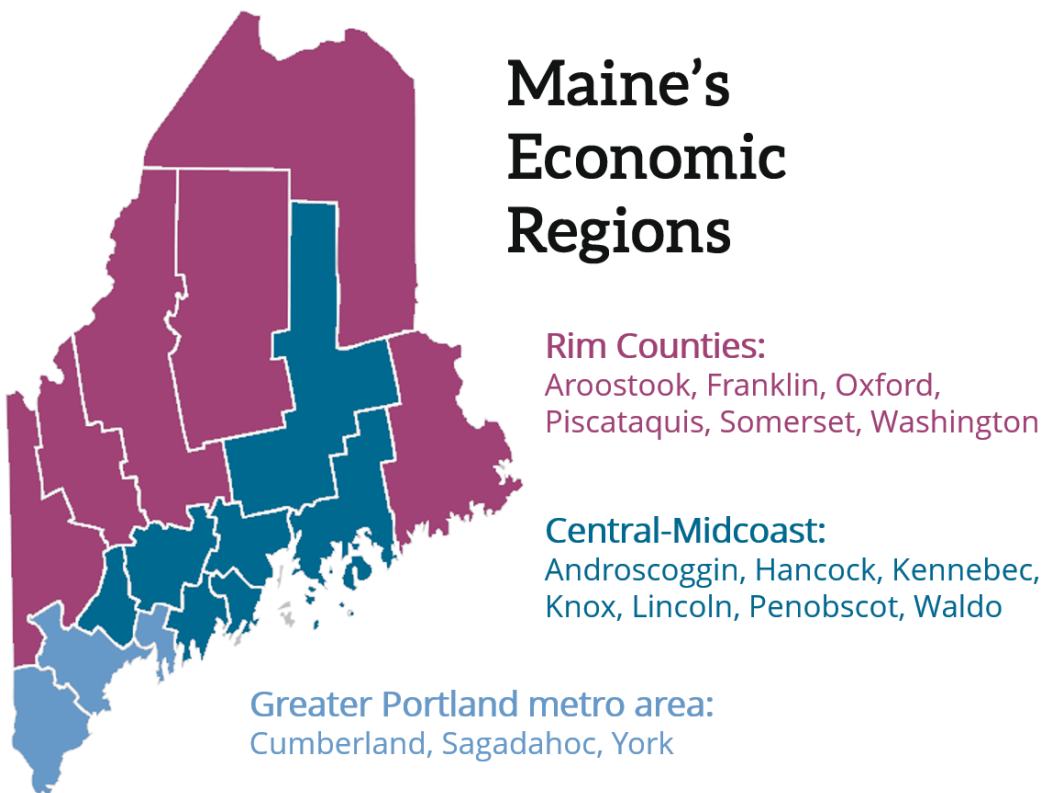 Maine’s
Economic
Regions
Rim Counties:
Aroostook, Franklin, Oxford,
Piscataquis, Somerset, Washington
Central-Midcoast:
Androscoggin, Hancock, Kennebec,
Knox, Lincoln, Penobscot, Waldo
Greater Portland metro area:
Cumberland, Sagadahoc, York